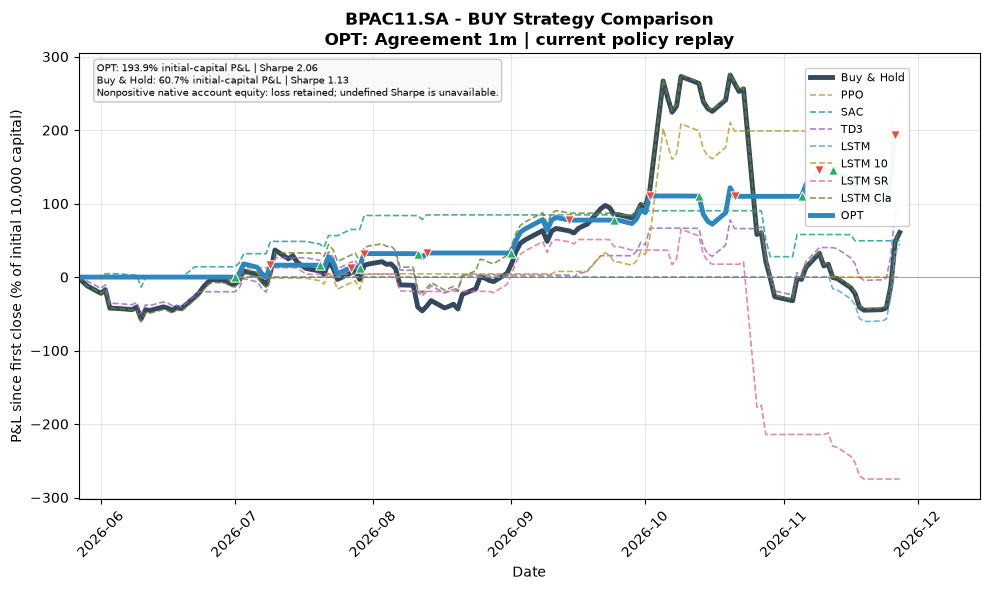 BPAC11.SA - BUY Strategy Comparison
OPT: Agreement 1m | current policy replay
OPT: 193.9% initial-capital P&L | Sharpe 2.06
Buy & Hold: 60.7% initial-capital P&L | Sharpe 1.13
Nonpositive native account equity: loss retained; undefined Sharpe is unavailable.
Buy & Hold
PPO
SAC
TD3
LSTM
LSTM 10
LSTM SR
LSTM Cla
OPT
P&L since first close (% of initial 10,000 capital)
300
200
100
0
−100
−200
−300
2026-06
2026-07
2026-08
2026-09
2026-10
2026-11
2026-12
Date